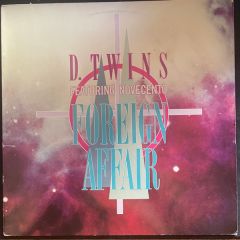 D. TWINS
FEATURING NOVECENTO
FOREIGN
AFFAIR